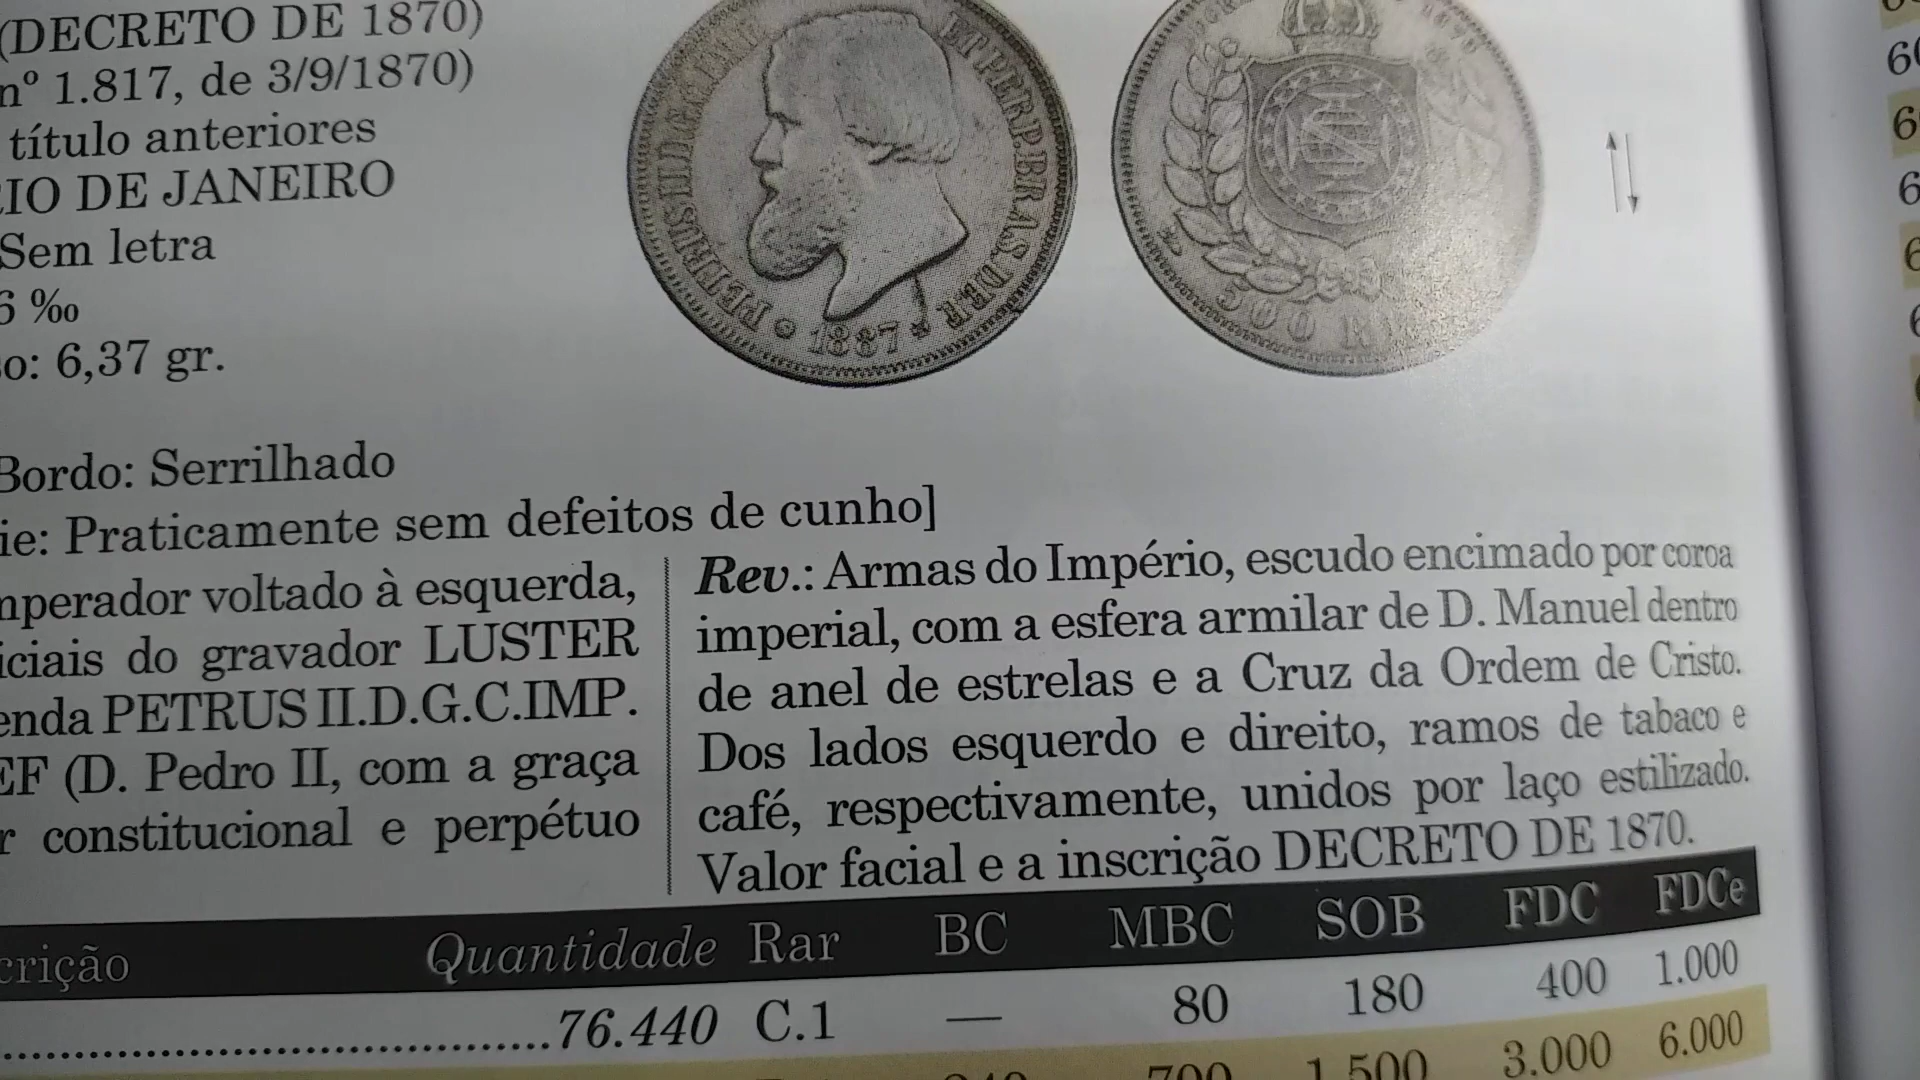 (DECRETO DE 1870)
nº 1.817, de 3/9/1870)
título anteriores
IO DE JANEIRO
Sem letra
6 ‰
o: 6,37 gr.
PETRUS II.D.G.C.IMP
ET PERP.BRAS.DEF
1887
1870
500 R
Bordo: Serrilhado
ie: Praticamente sem defeitos de cunho]
mperador voltado à esquerda,
iciais do gravador LUSTER
enda PETRUS II.D.G.C.IMP.
EF (D. Pedro II, com a graça
r constitucional e perpétuo
Rev.: Armas do Império, escudo encimado por coroa
imperial, com a esfera armilar de D. Manuel dentro
de anel de estrelas e a Cruz da Ordem de Cristo.
Dos lados esquerdo e direito, ramos de tabaco e
café, respectivamente, unidos por laço estilizado.
Valor facial e a inscrição DECRETO DE 1870.
crição Quantidade Rar BC MBC SOB FDC FDCe
76.440 C.1 — 80 180 400 1.000
700 1.500 3.000 6.000